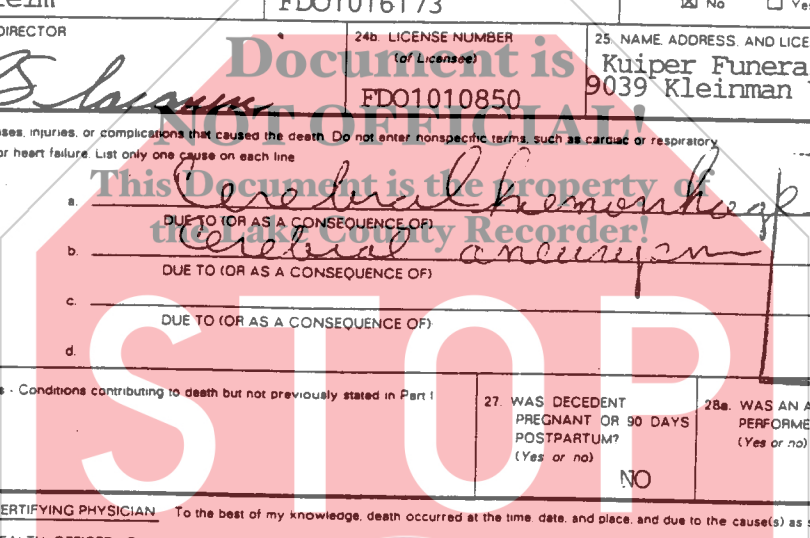 FDO1016173
No
DIRECTOR
24b. LICENSE NUMBER
(of Licensee)
FDO1010850
25. NAME, ADDRESS, AND LICE
Kuiper Funera
9039 Kleinman
Document is
NOT OFFICIAL!
This Document is the property of
the Lake County Recorder!
ses, injuries, or complications that caused the death. Do not enter nonspecific terms, such as cardiac or respiratory
or heart failure. List only one cause on each line
a. Cerebral hemorrhage
DUE TO (OR AS A CONSEQUENCE OF)
b. Cerebral aneurysm
DUE TO (OR AS A CONSEQUENCE OF)
c.
DUE TO (OR AS A CONSEQUENCE OF)
d.
STOP
s - Conditions contributing to death but not previously stated in Part I
27. WAS DECEDENT
PREGNANT OR 90 DAYS
POSTPARTUM?
(Yes or no)
NO
28a. WAS AN A
PERFORME
(Yes or no)
ERTIFYING PHYSICIAN To the best of my knowledge, death occurred at the time, date, and place, and due to the cause(s) as s